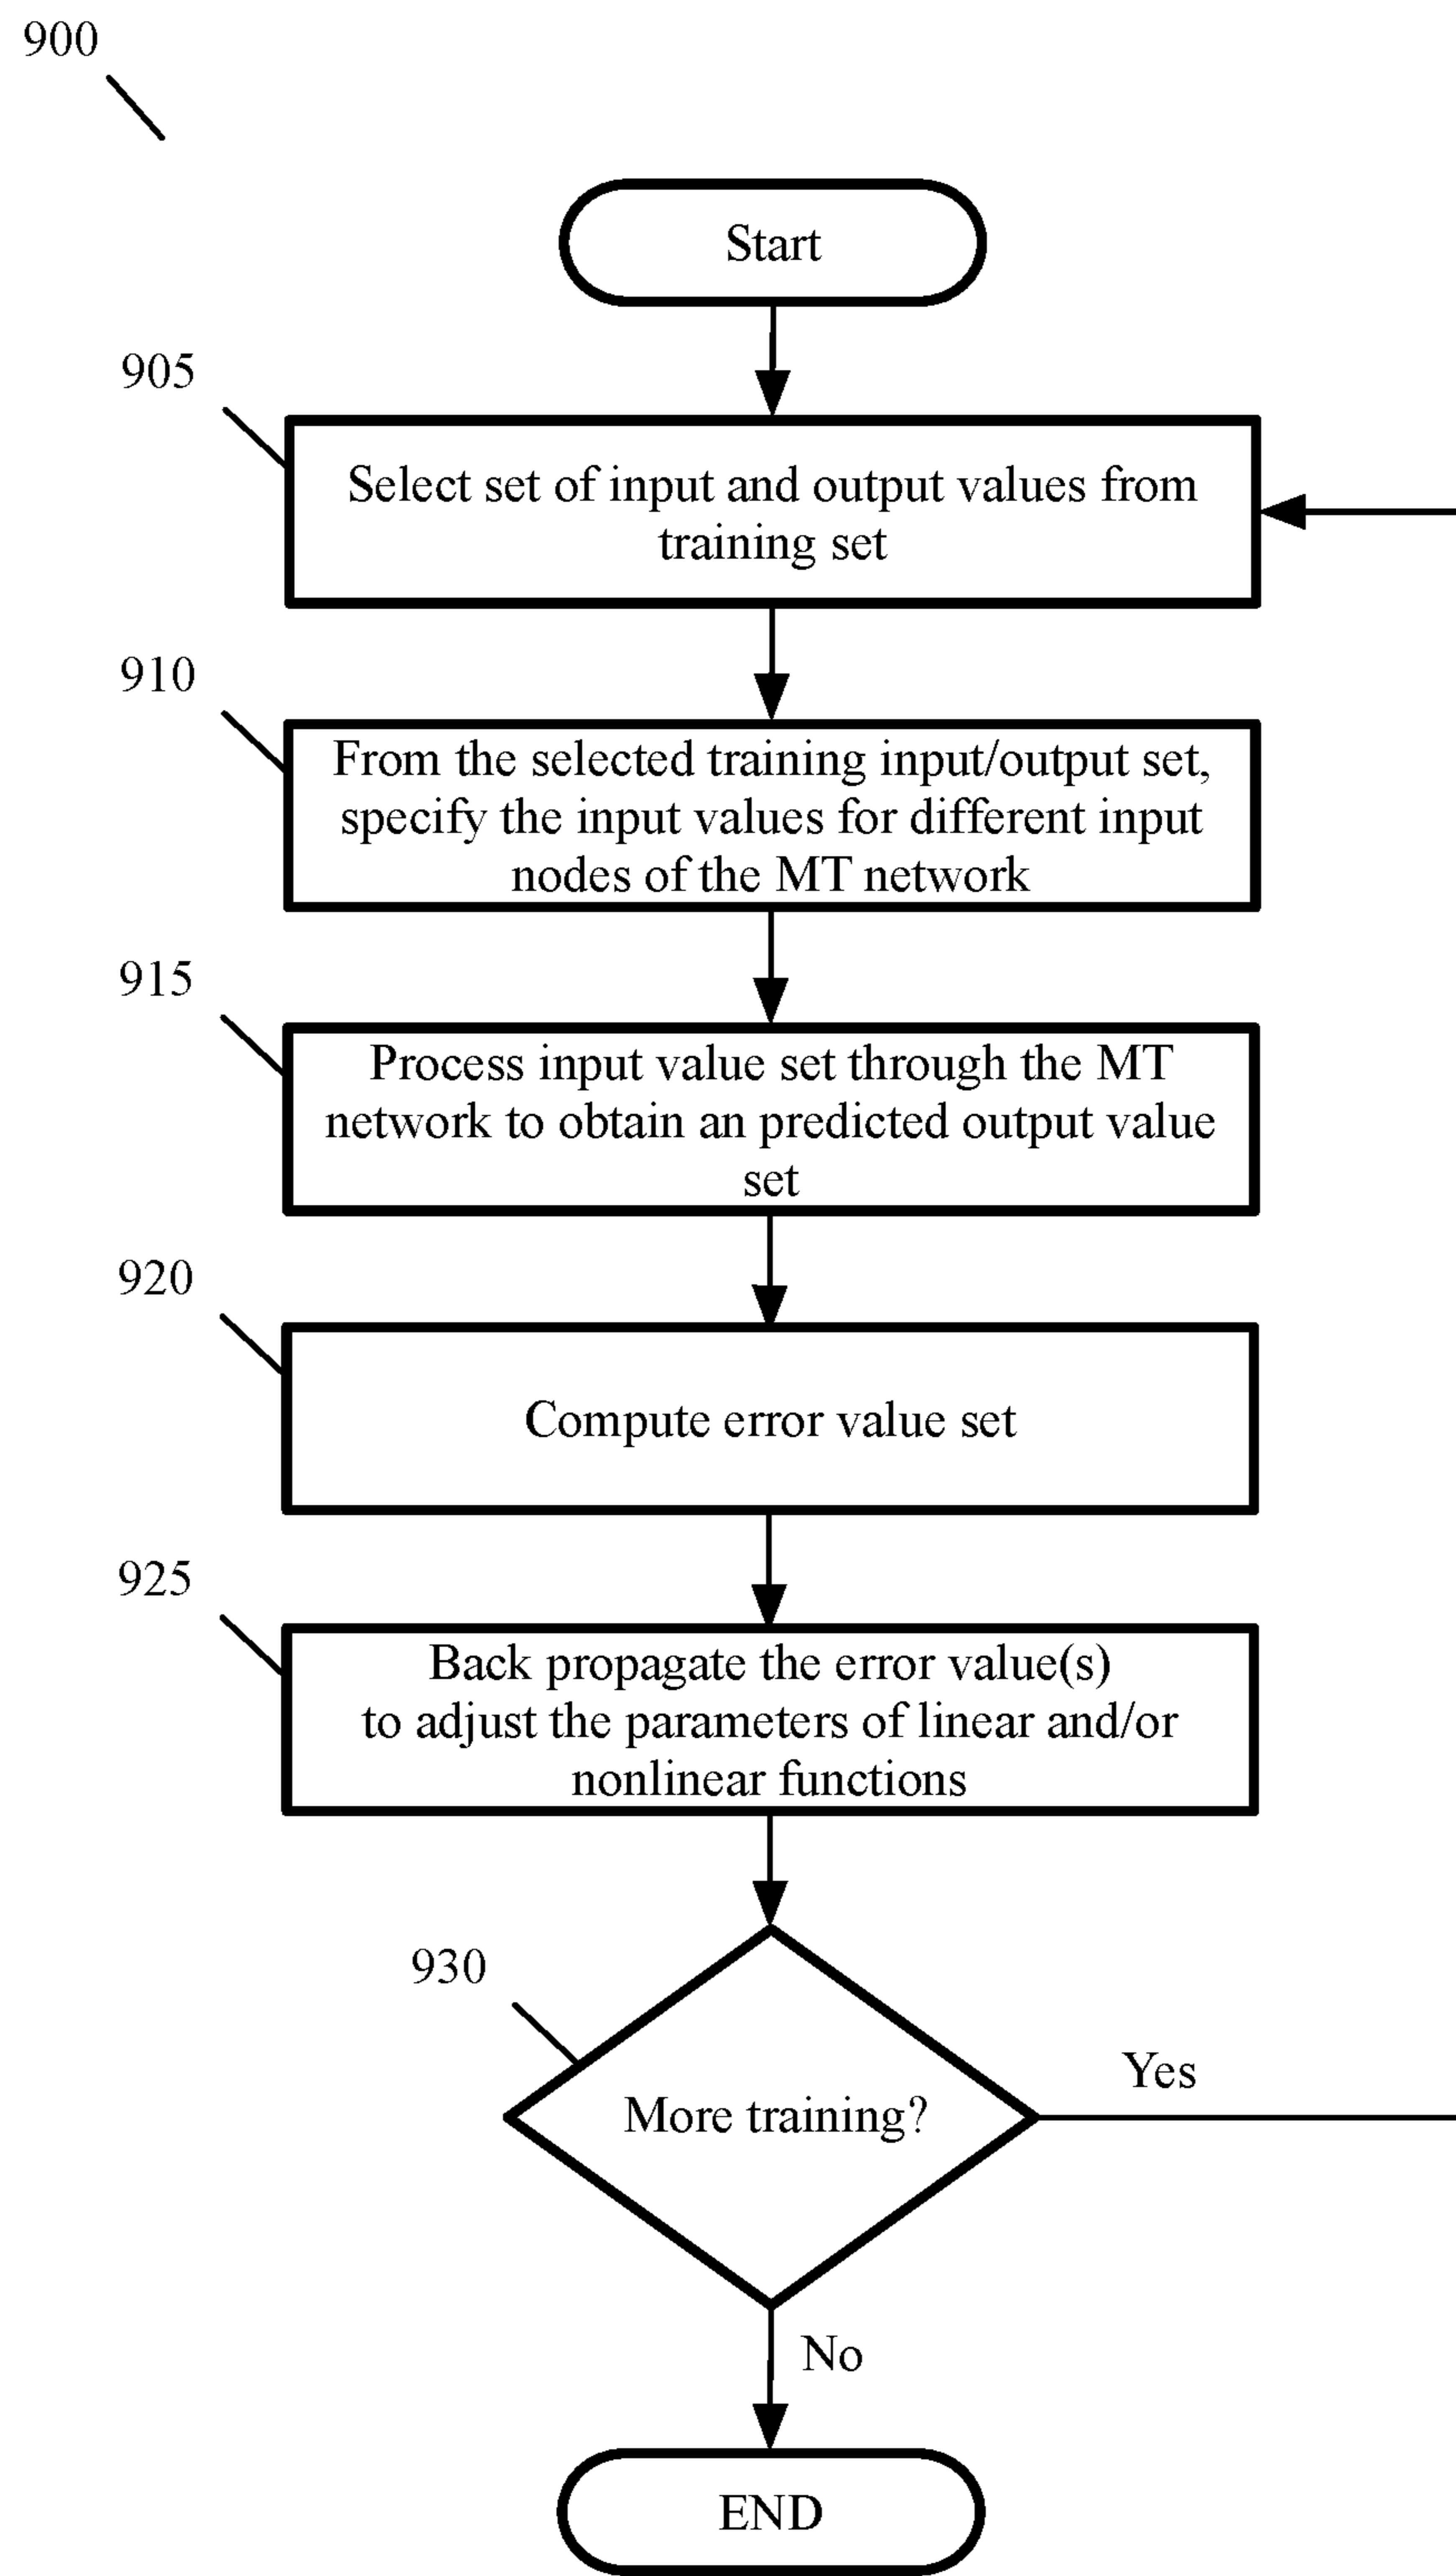 900
Start
905
Select set of input and output values from
training set
910
From the selected training input/output set,
specify the input values for different input
nodes of the MT network
915
Process input value set through the MT
network to obtain an predicted output value
set
920
Compute error value set
925
Back propagate the error value(s)
to adjust the parameters of linear and/or
nonlinear functions
930
More training?
Yes
No
END